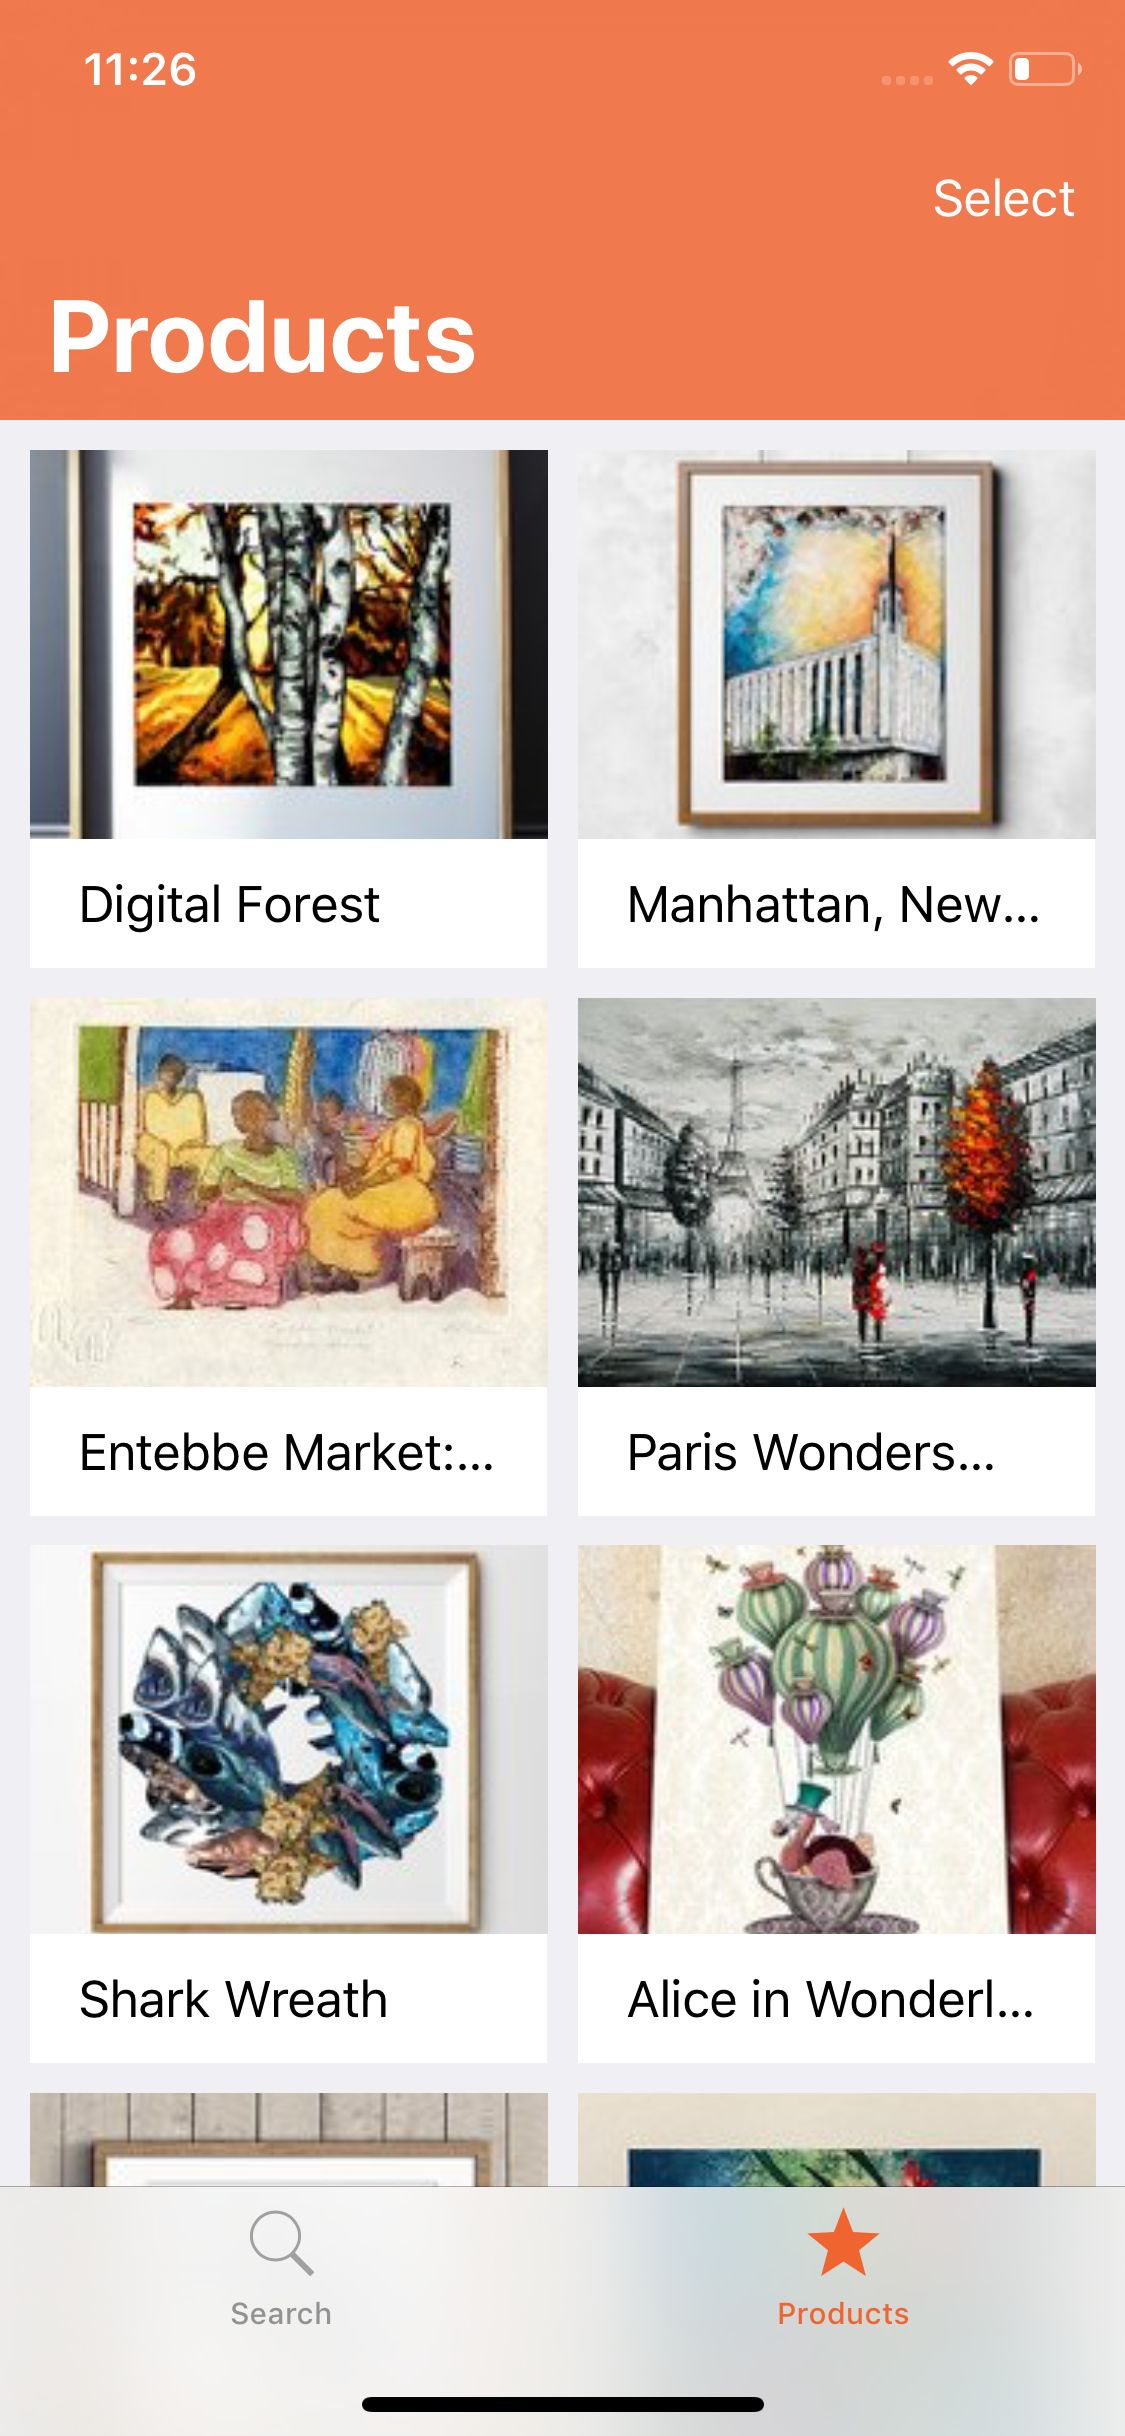 11:26
Select
Products
Digital Forest
Manhattan, New...
Entebbe Market:...
Paris Wonders...
Shark Wreath
Alice in Wonderl...
Search
Products